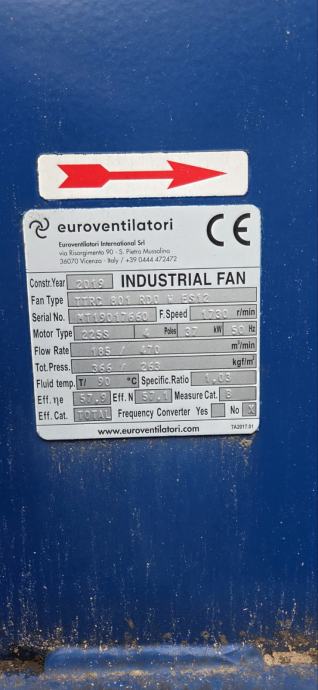 euroventilatori
CE
Euroventilatori International Srl
via Risorgimento 90 - S. Pietro Mussolino
36070 Vicenza - Italy / +39 0444 472472
Constr.Year 2019 INDUSTRIAL FAN
Fan Type TTRC 801 RD0 W ES12
Serial No. MT19017660 F.Speed 1730 r/min
Motor Type 225S 4 Poles 37 kW 50 Hz
Flow Rate 185 / 470 m³/min
Tot.Press. 366 / 263 kgf/m²
Fluid temp. T/ 90 °C Specific.Ratio 1,03
Eff. ηe 57.9 Eff. N 57.1 Measure Cat. B
Eff. Cat. TOTAL Frequency Converter Yes No X
www.euroventilatori.com TA2017.01